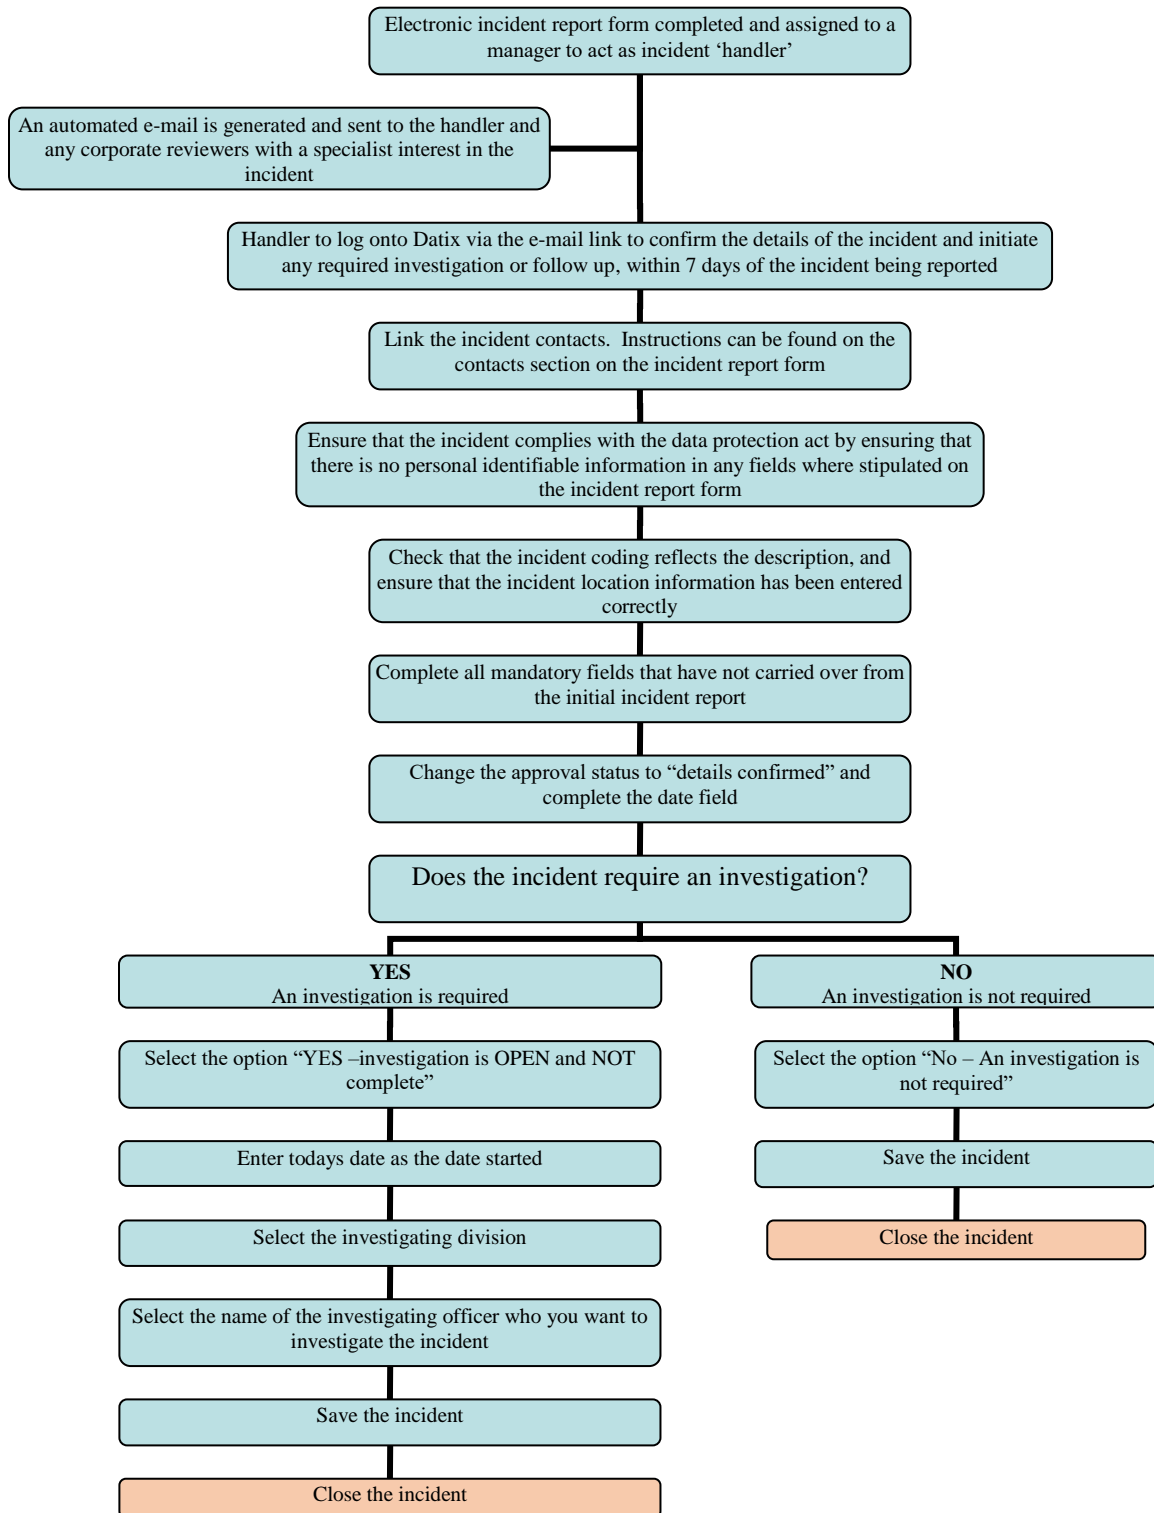 Electronic incident report form completed and assigned to a
manager to act as incident ‘handler’
An automated e-mail is generated and sent to the handler and
any corporate reviewers with a specialist interest in the
incident
Handler to log onto Datix via the e-mail link to confirm the details of the incident and initiate
any required investigation or follow up, within 7 days of the incident being reported
Link the incident contacts.  Instructions can be found on the
contacts section on the incident report form
Ensure that the incident complies with the data protection act by ensuring that
there is no personal identifiable information in any fields where stipulated on
the incident report form
Check that the incident coding reflects the description, and
ensure that the incident location information has been entered
correctly
Complete all mandatory fields that have not carried over from
the initial incident report
Change the approval status to “details confirmed” and
complete the date field
Does the incident require an investigation?
YES
An investigation is required
Select the option “YES –investigation is OPEN and NOT
complete”
Enter todays date as the date started
Select the investigating division
Select the name of the investigating officer who you want to
investigate the incident
Save the incident
Close the incident
NO
An investigation is not required
Select the option “No – An investigation is
not required”
Save the incident
Close the incident